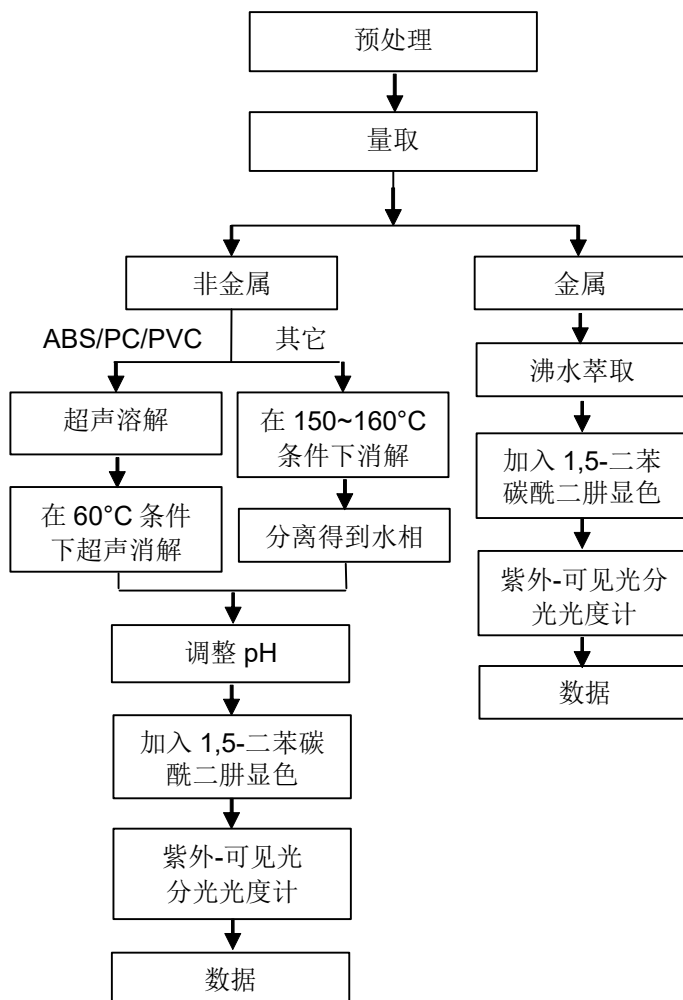 预处理
量取
非金属
金属
ABS/PC/PVC
其它
沸水萃取
超声溶解
在 150~160°C
条件下消解
加入 1,5-二苯
碳酰二肼显色
在 60°C 条件
下超声消解
分离得到水相
紫外-可见光分
光光度计
调整 pH
数据
加入 1,5-二苯碳
酰二肼显色
紫外-可见光
分光光度计
数据